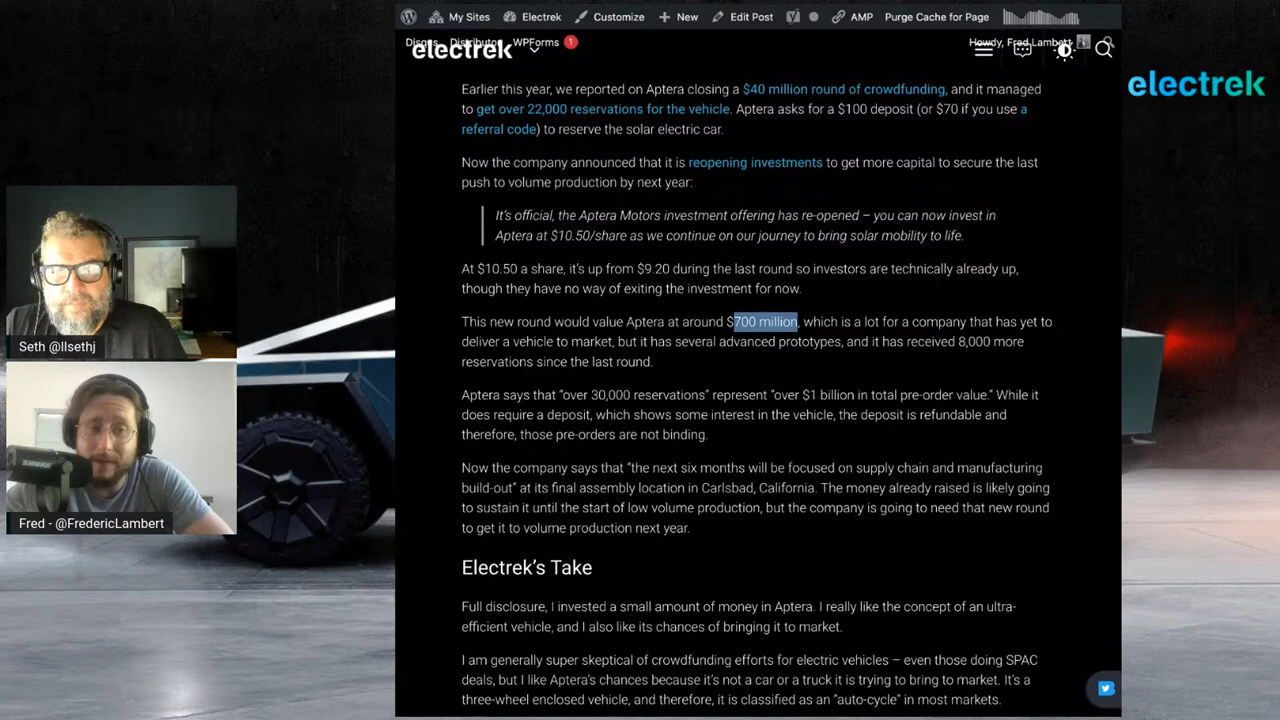 My Sites Electrek Customize New Edit Post AMP Purge Cache for Page
Disqus Distributor WPForms 1 Howdy, Fred Lambert
electrek
electrek
Earlier this year, we reported on Aptera closing a $40 million round of crowdfunding, and it managed
to get over 22,000 reservations for the vehicle. Aptera asks for a $100 deposit (or $70 if you use a
referral code) to reserve the solar electric car.
Now the company announced that it is reopening investments to get more capital to secure the last
push to volume production by next year:
It's official, the Aptera Motors investment offering has re-opened – you can now invest in
Aptera at $10.50/share as we continue on our journey to bring solar mobility to life.
At $10.50 a share, it's up from $9.20 during the last round so investors are technically already up,
though they have no way of exiting the investment for now.
This new round would value Aptera at around $700 million, which is a lot for a company that has yet to
deliver a vehicle to market, but it has several advanced prototypes, and it has received 8,000 more
reservations since the last round.
Aptera says that “over 30,000 reservations” represent “over $1 billion in total pre-order value.” While it
does require a deposit, which shows some interest in the vehicle, the deposit is refundable and
therefore, those pre-orders are not binding.
Now the company says that “the next six months will be focused on supply chain and manufacturing
build-out” at its final assembly location in Carlsbad, California. The money already raised is likely going
to sustain it until the start of low volume production, but the company is going to need that new round
to get it to volume production next year.
Electrek's Take
Full disclosure, I invested a small amount of money in Aptera. I really like the concept of an ultra-
efficient vehicle, and I also like its chances of bringing it to market.
I am generally super skeptical of crowdfunding efforts for electric vehicles – even those doing SPAC
deals, but I like Aptera's chances because it's not a car or a truck it is trying to bring to market. It's a
three-wheel enclosed vehicle, and therefore, it is classified as an “auto-cycle” in most markets.
Seth @llsethj
SHURE
Fred - @FredericLambert